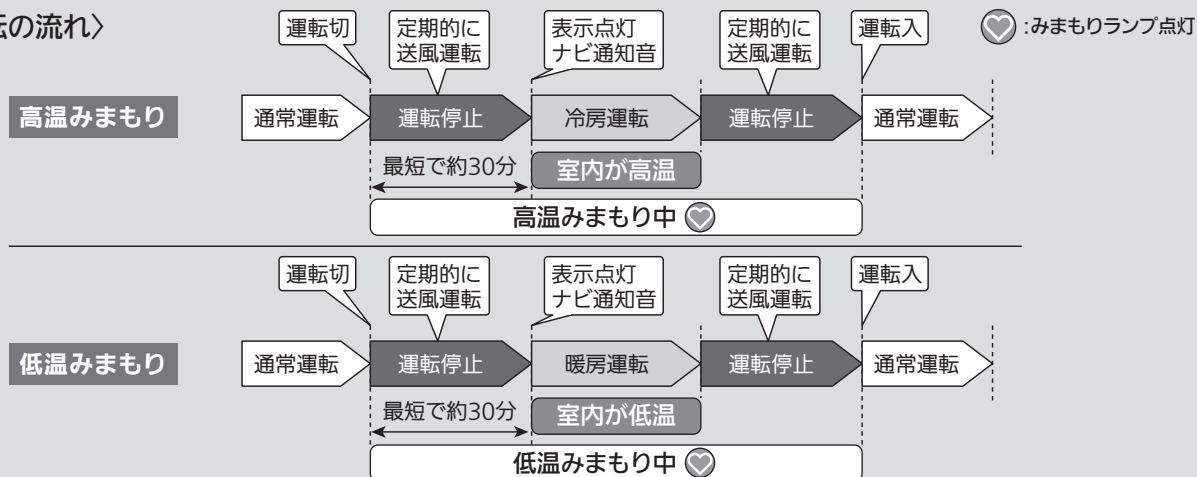 の流れ〉
:みまもりランプ点灯
運転切
定期的に
送風運転
表示点灯
ナビ通知音
定期的に
送風運転
運転入
高温みまもり
通常運転
運転停止
冷房運転
運転停止
通常運転
最短で約30分
室内が高温
高温みまもり中
運転切
定期的に
送風運転
表示点灯
ナビ通知音
定期的に
送風運転
運転入
低温みまもり
通常運転
運転停止
暖房運転
運転停止
通常運転
最短で約30分
室内が低温
低温みまもり中